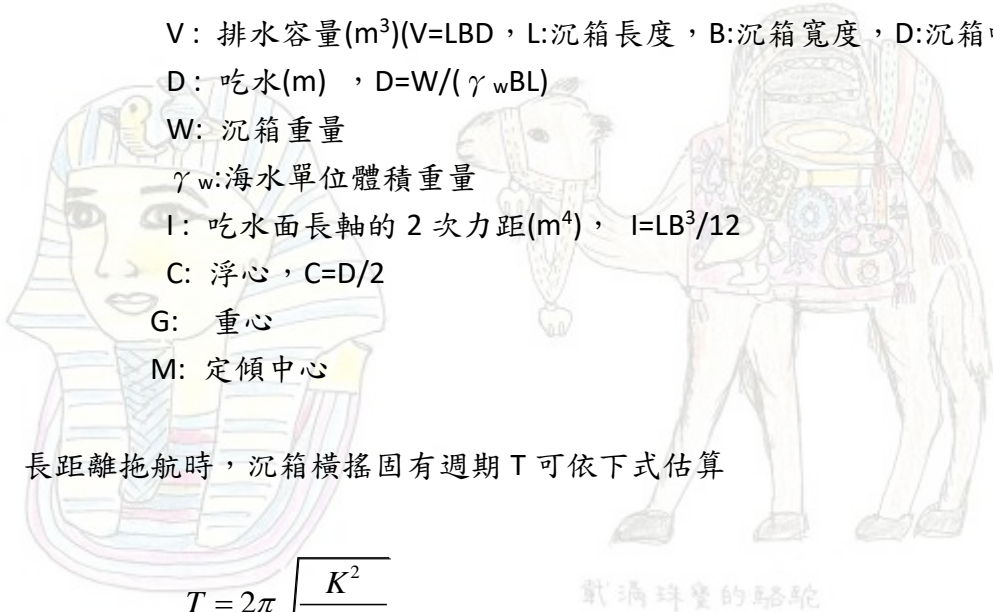 V : 排水容量(m³)(V=LBD，L:沉箱長度，B:沉箱寬度，D:沉箱
D : 吃水(m) ，D=W/(γwBL)
W: 沉箱重量
γw:海水單位體積重量
I : 吃水面長軸的 2 次力距(m⁴)， I=LB³/12
C: 浮心，C=D/2
G: 重心
M: 定傾中心
長距離拖航時，沉箱橫搖固有週期 T 可依下式估算
T = 2π √ K²
戴滿珠寶的駱駝